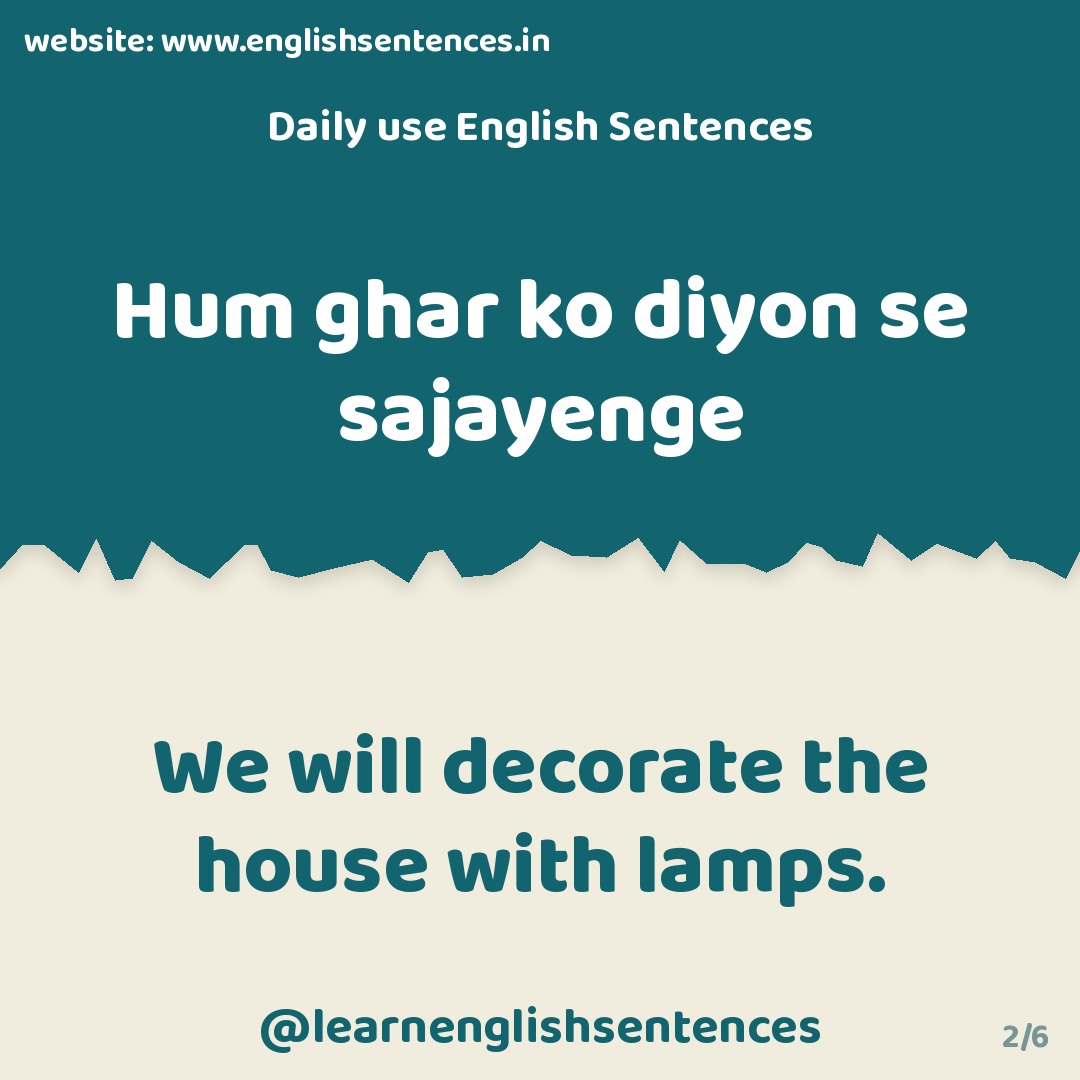 website: www.englishsentences.in
Daily use English Sentences
Hum ghar ko diyon se
sajayenge
We will decorate the
house with lamps.
@learnenglishsentences
2/6